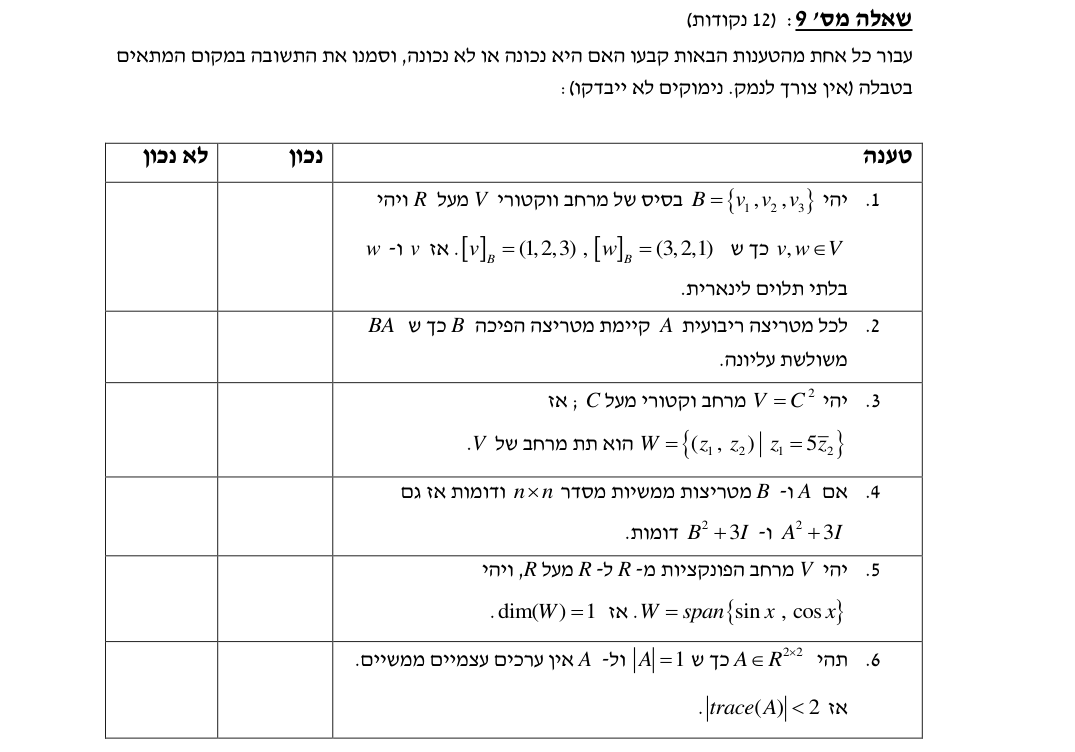 שאלה מס' 9: (12 נקודות)
עבור כל אחת מהטענות הבאות קבעו האם היא נכונה או לא נכונה, וסמנו את התשובה במקום המתאים
בטבלה (אין צורך לנמק. נימוקים לא ייבדקו):
טענה נכון לא נכון
1. יהי B = {v₁, v₂, v₃} בסיס של מרחב ווקטורי V מעל R ויהי
v, w ∈ V כך ש [w]_B = (3,2,1) , [v]_B = (1,2,3). אז v ו- w
בלתי תלוים לינארית.
2. לכל מטריצה ריבועית A קיימת מטריצה הפיכה B כך ש BA
משולשת עליונה.
3. יהי V = C² מרחב וקטורי מעל C ; אז
W = {(z₁, z₂) | z₁ = 5z̅₂} הוא תת מרחב של V.
4. אם A ו- B מטריצות ממשיות מסדר n×n ודומות אז גם
A² + 3I ו- B² + 3I דומות.
5. יהי V מרחב הפונקציות מ- R ל- R מעל R, ויהי
W = span{sin x , cos x}. אז dim(W) = 1.
6. תהי A ∈ R²ˣ² כך ש |A| = 1 ול- A אין ערכים עצמיים ממשיים.
אז |trace(A)| < 2.